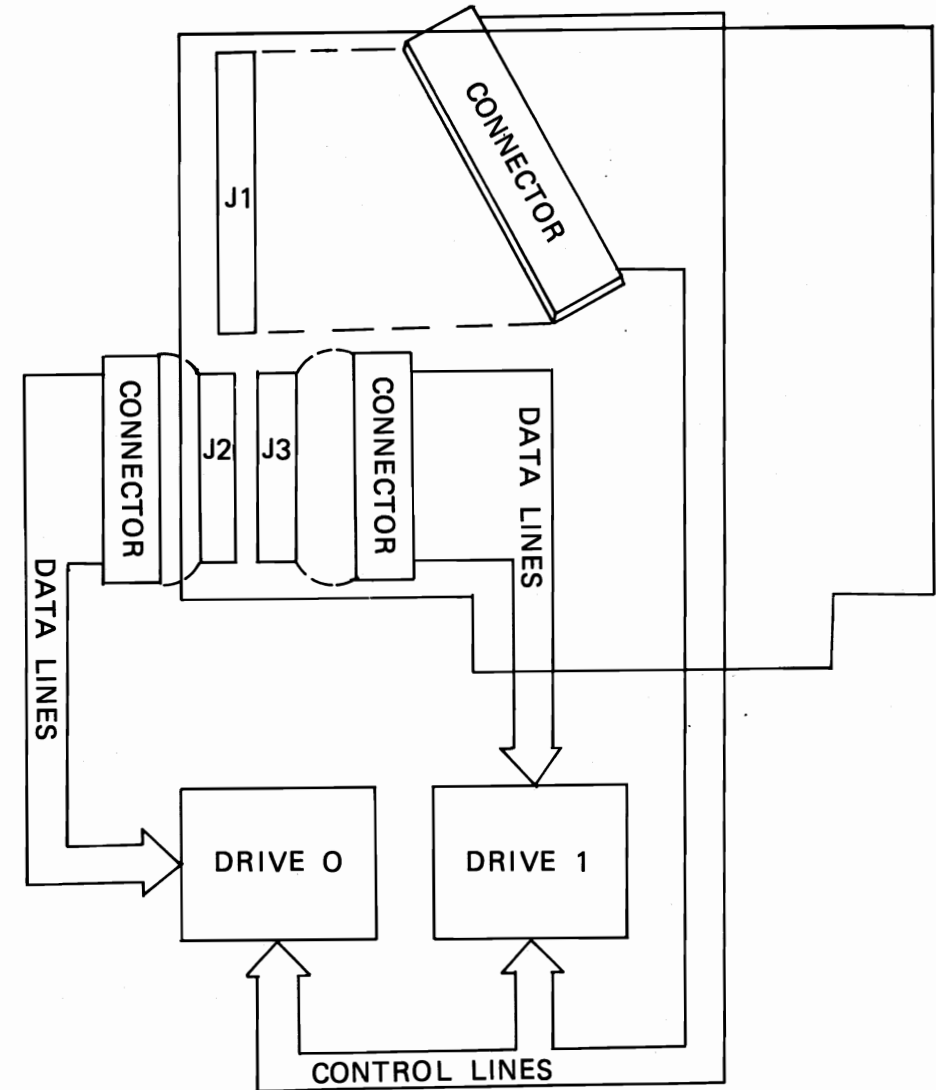 CONNECTOR
J1
CONNECTOR
J2
J3
CONNECTOR
DATA LINES
DATA LINES
DRIVE 0
DRIVE 1
CONTROL LINES